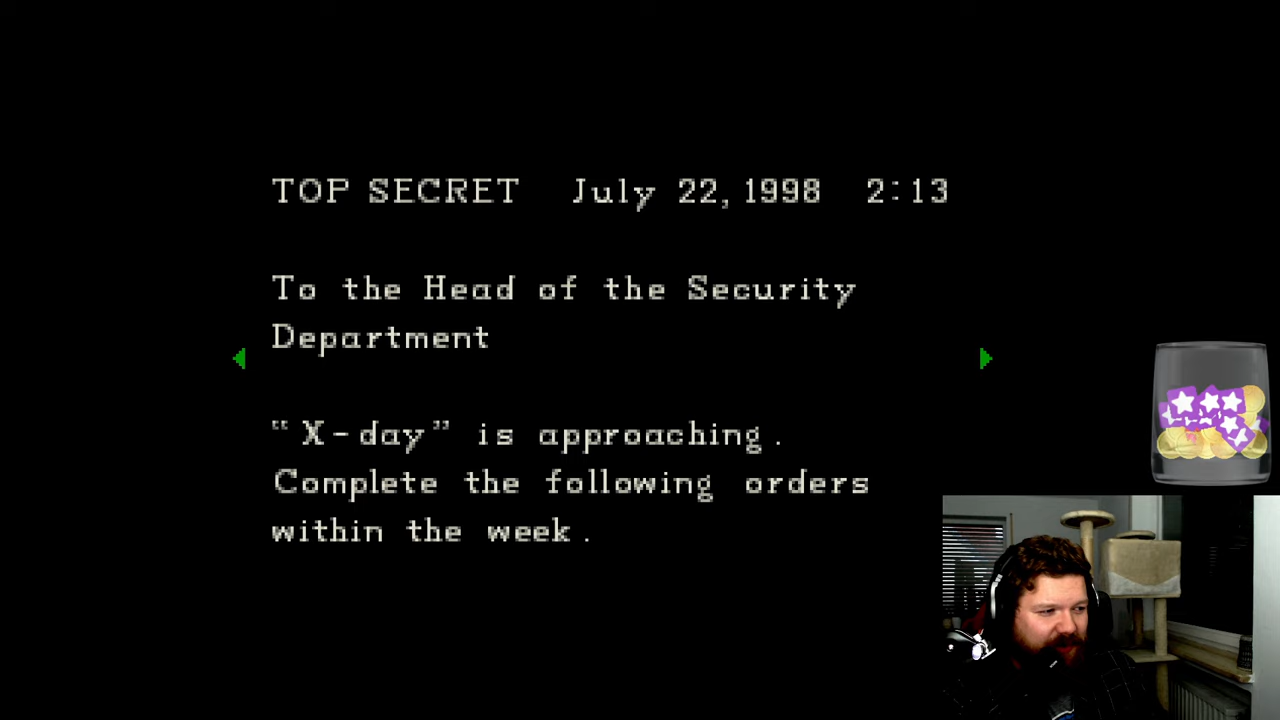 TOP SECRET July 22, 1998 2:13
To the Head of the Security
Department
"X-day" is approaching.
Complete the following orders
within the week.